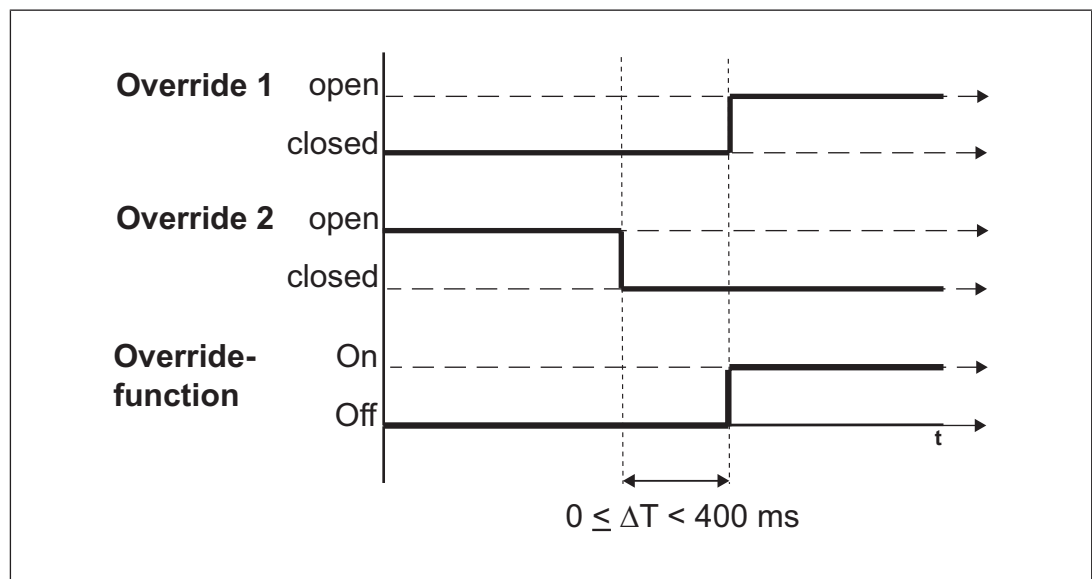 Override 1 open
closed
Override 2 open
closed
Override- On
function
Off
t
0 ≤ ΔT < 400 ms